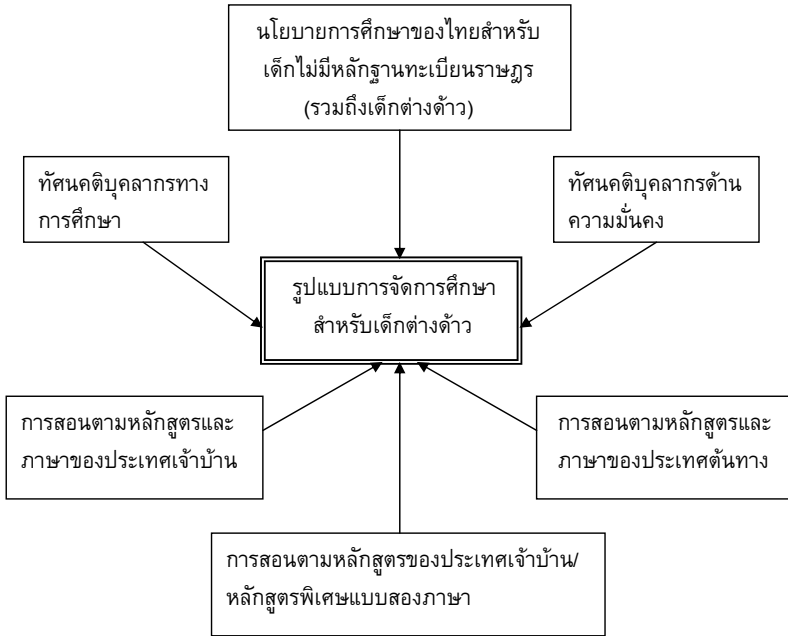 นโยบายการศึกษาของไทยสำหรับ
เด็กไม่มีหลักฐานทะเบียนราษฎร
(รวมถึงเด็กต่างด้าว)
ทัศนคติบุคลากรทาง
การศึกษา
ทัศนคติบุคลากรด้าน
ความมั่นคง
รูปแบบการจัดการศึกษา
สำหรับเด็กต่างด้าว
การสอนตามหลักสูตรและ
ภาษาของประเทศเจ้าบ้าน
การสอนตามหลักสูตรและ
ภาษาของประเทศต้นทาง
การสอนตามหลักสูตรของประเทศเจ้าบ้าน/
หลักสูตรพิเศษแบบสองภาษา